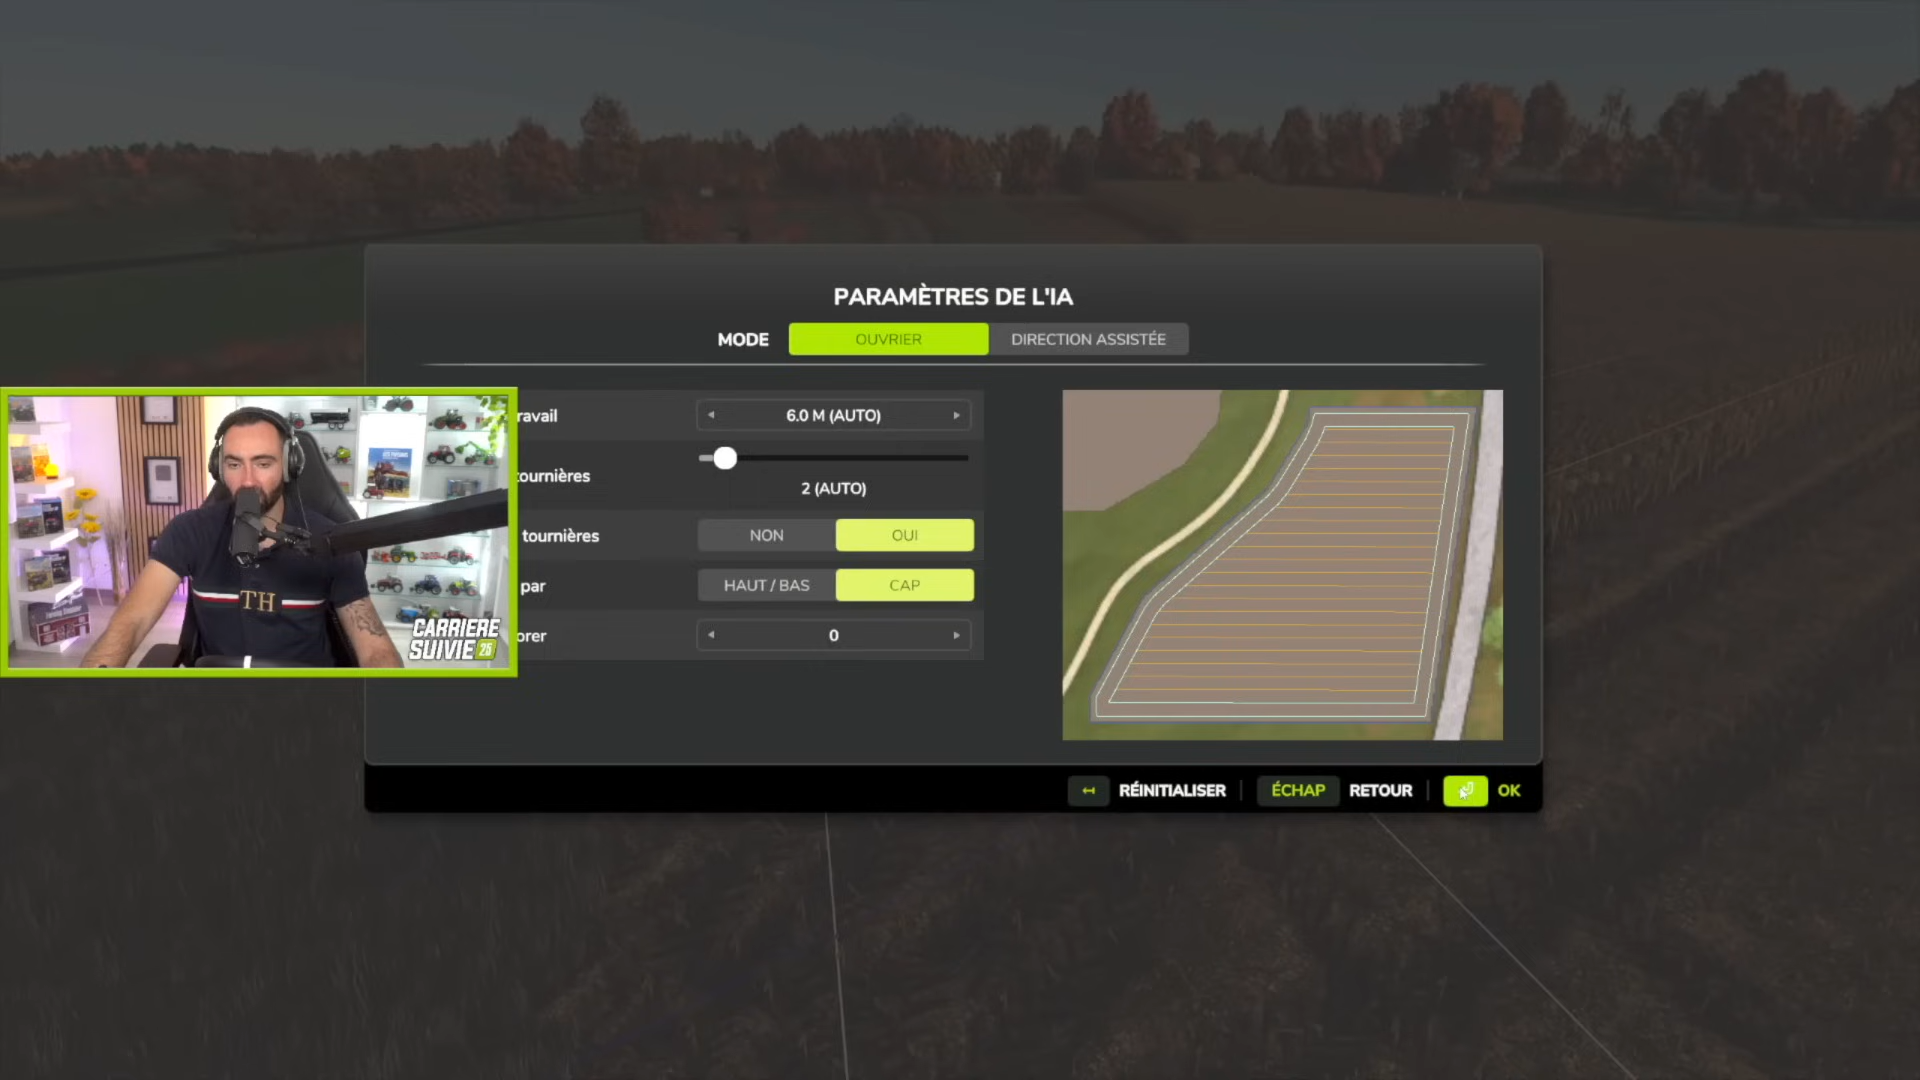 PARAMÈTRES DE L'IA
MODE OUVRIER DIRECTION ASSISTÉE
ravail 6.0 M (AUTO)
tournières 2 (AUTO)
tournières NON OUI
par HAUT / BAS CAP
orer 0
TH
CARRIERE
SUIVIE 25
RÉINITIALISER ÉCHAP RETOUR OK